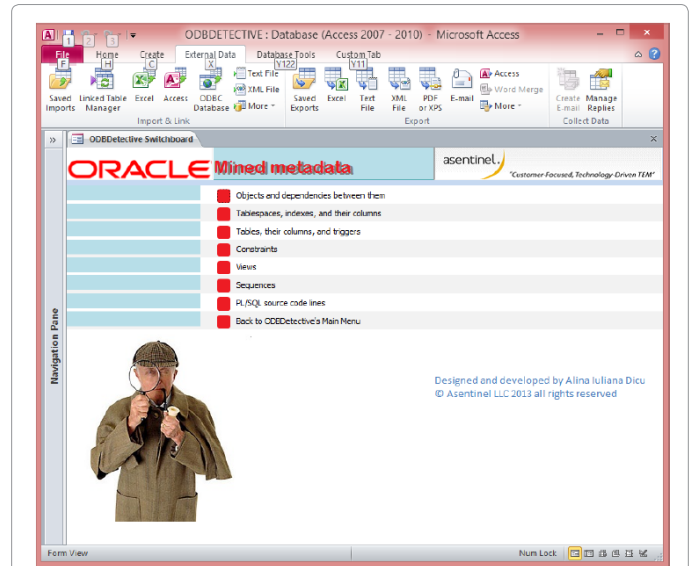 ODBDETECTIVE : Database (Access 2007 - 2010) - Microsoft Access
A 1 2 3
File Home Create External Data Database Tools Custom Tab
F H C X Y122 Y11
Saved Imports
Linked Table Manager
Excel
Access
ODBC Database
Text File
XML File
More
Import & Link
Saved Exports
Excel
Text File
XML File
PDF or XPS
E-mail
Access
Word Merge
More
Export
Create E-mail
Manage Replies
Collect Data
ODBDetective Switchboard
ORACLE Mined metadata
asentinel.
"Customer-Focused, Technology-Driven TEM"
Objects and dependencies between them
Tablespaces, indexes, and their columns
Tables, their columns, and triggers
Constraints
Views
Sequences
PL/SQL source code lines
Back to ODBDetective's Main Menu
Navigation Pane
Designed and developed by Alina Iuliana Dicu
© Asentinel LLC 2013 all rights reserved
Form View
Num Lock